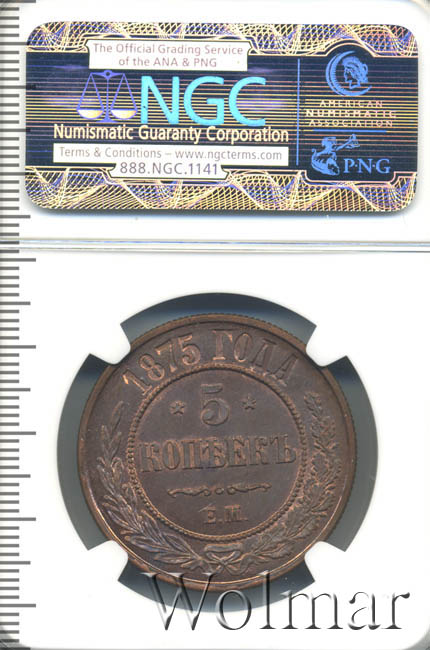 The Official Grading Service
of the ANA & PNG
NGC
Numismatic Guaranty Corporation
Terms & Conditions – www.ngcterms.com
888.NGC.1141
AMERICAN
NUMISMATIC
ASSOCIATION
P·N·G
1875 ГОДА
* 5 *
КОПѢЕКЪ
Е.М.
Wolmar